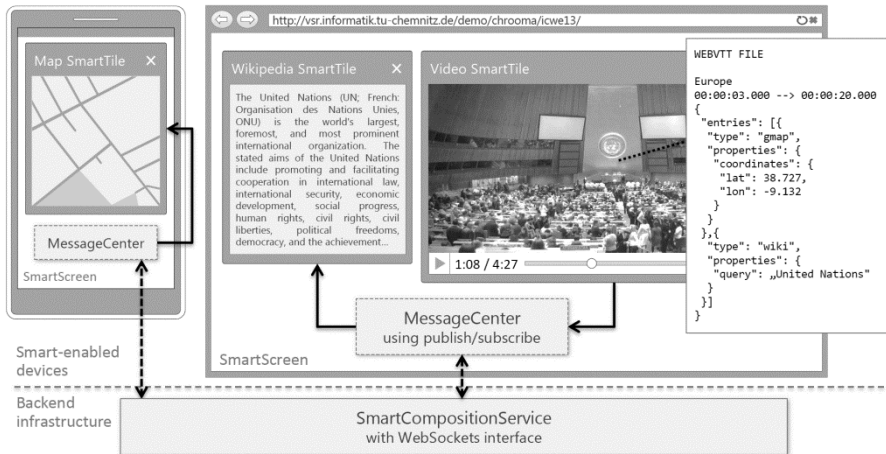 Map SmartTile
MessageCenter
SmartScreen
http://vsr.informatik.tu-chemnitz.de/demo/chrooma/icwe13/
Wikipedia SmartTile
The United Nations (UN; French:
Organisation des Nations Unies,
ONU) is the world's largest,
foremost, and most prominent
international organization. The
stated aims of the United Nations
include promoting and facilitating
cooperation in international law,
international security, economic
development, social progress,
human rights, civil rights, civil
liberties, political freedoms,
democracy, and the achievement...
Video SmartTile
1:08 / 4:27
WEBVTT FILE
Europe
00:00:03.000 --> 00:00:20.000
{
"entries": [{
"type": "gmap",
"properties": {
"coordinates": {
"lat": 38.727,
"lon": -9.132
}
}
},{
"type": "wiki",
"properties": {
"query": „United Nations"
}
}]
}
MessageCenter
using publish/subscribe
SmartScreen
Smart-enabled
devices
Backend
infrastructure
SmartCompositionService
with WebSockets interface